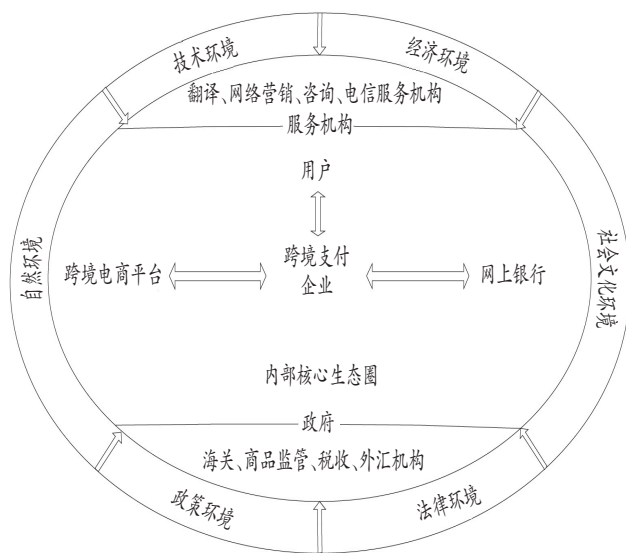 技术环境
经济环境
翻译、网络营销、咨询、电信服务机构
服务机构
用户
自然环境
跨境电商平台
跨境支付
企业
网上银行
社会文化环境
内部核心生态圈
政府
海关、商品监管、税收、外汇机构
政策环境
法律环境